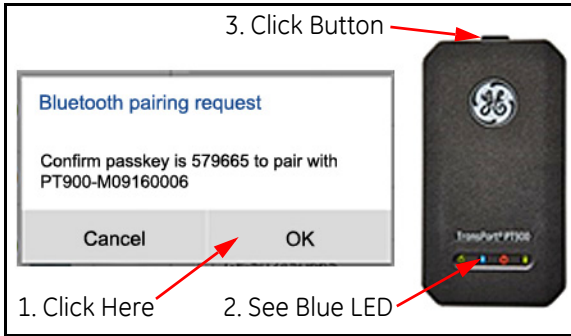 3. Click Button
Bluetooth pairing request
Confirm passkey is 579665 to pair with
PT900-M09160006
Cancel
OK
GE
TransPort® PT900
1. Click Here
2. See Blue LED